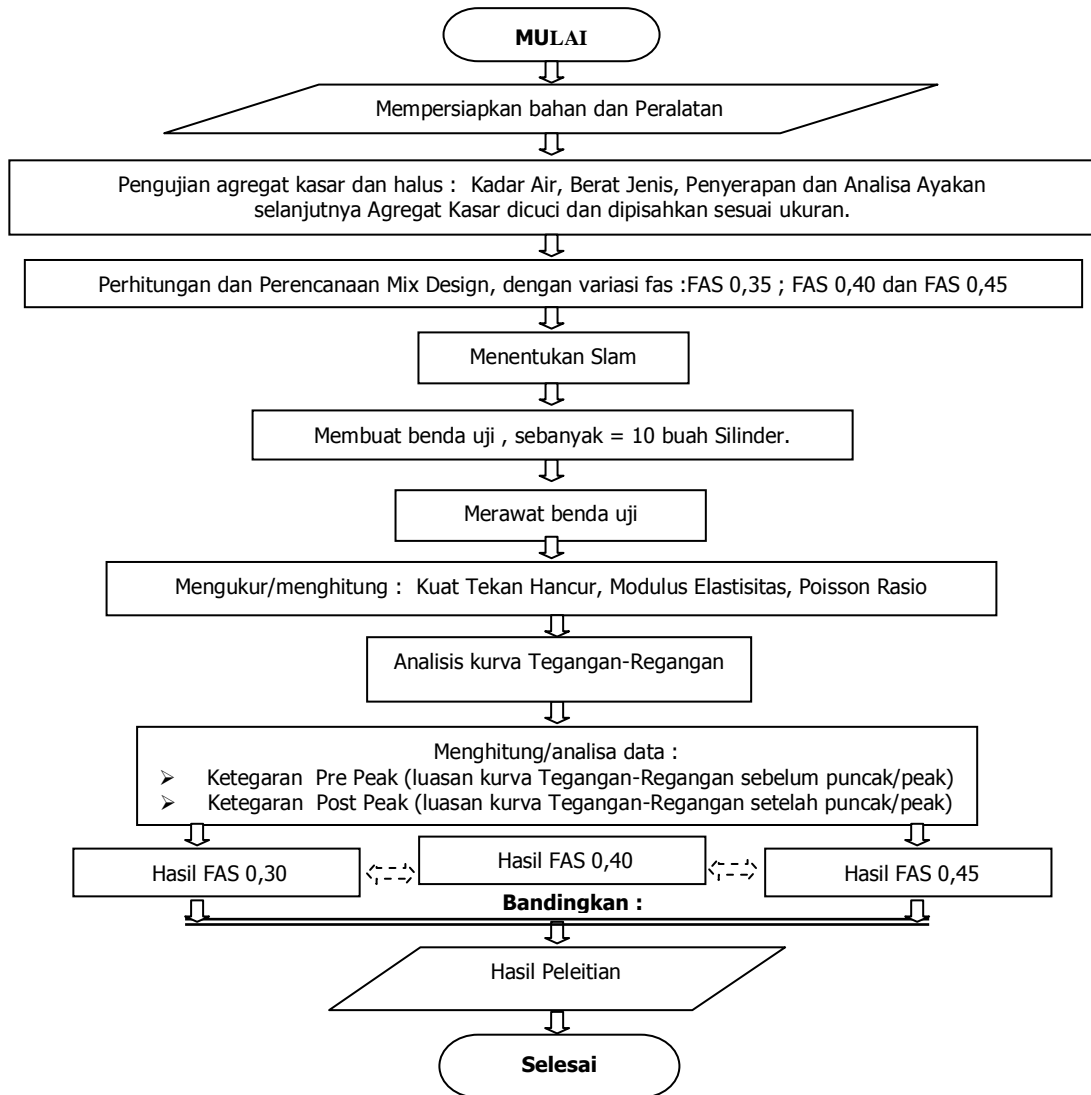 MULAI
Mempersiapkan bahan dan Peralatan
Pengujian agregat kasar dan halus : Kadar Air, Berat Jenis, Penyerapan dan Analisa Ayakan
selanjutnya Agregat Kasar dicuci dan dipisahkan sesuai ukuran.
Perhitungan dan Perencanaan Mix Design, dengan variasi fas :FAS 0,35 ; FAS 0,40 dan FAS 0,45
Menentukan Slam
Membuat benda uji , sebanyak = 10 buah Silinder.
Merawat benda uji
Mengukur/menghitung : Kuat Tekan Hancur, Modulus Elastisitas, Poisson Rasio
Analisis kurva Tegangan-Regangan
Menghitung/analisa data :
➢ Ketegaran Pre Peak (luasan kurva Tegangan-Regangan sebelum puncak/peak)
➢ Ketegaran Post Peak (luasan kurva Tegangan-Regangan setelah puncak/peak)
Hasil FAS 0,30
Hasil FAS 0,40
Hasil FAS 0,45
Bandingkan :
Hasil Peleitian
Selesai